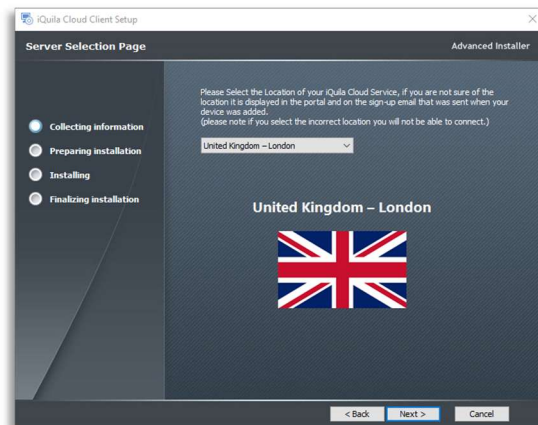 iQuila Cloud Client Setup
Server Selection Page
Advanced Installer
Please Select the Location of your iQuila Cloud Service, if you are not sure of the
location it is displayed in the portal and on the sign-up email that was sent when your
device was added.
(please note if you select the incorrect location you will not be able to connect.)
Collecting information
Preparing installation
Installing
Finalizing installation
United Kingdom – London
United Kingdom – London
< Back
Next >
Cancel